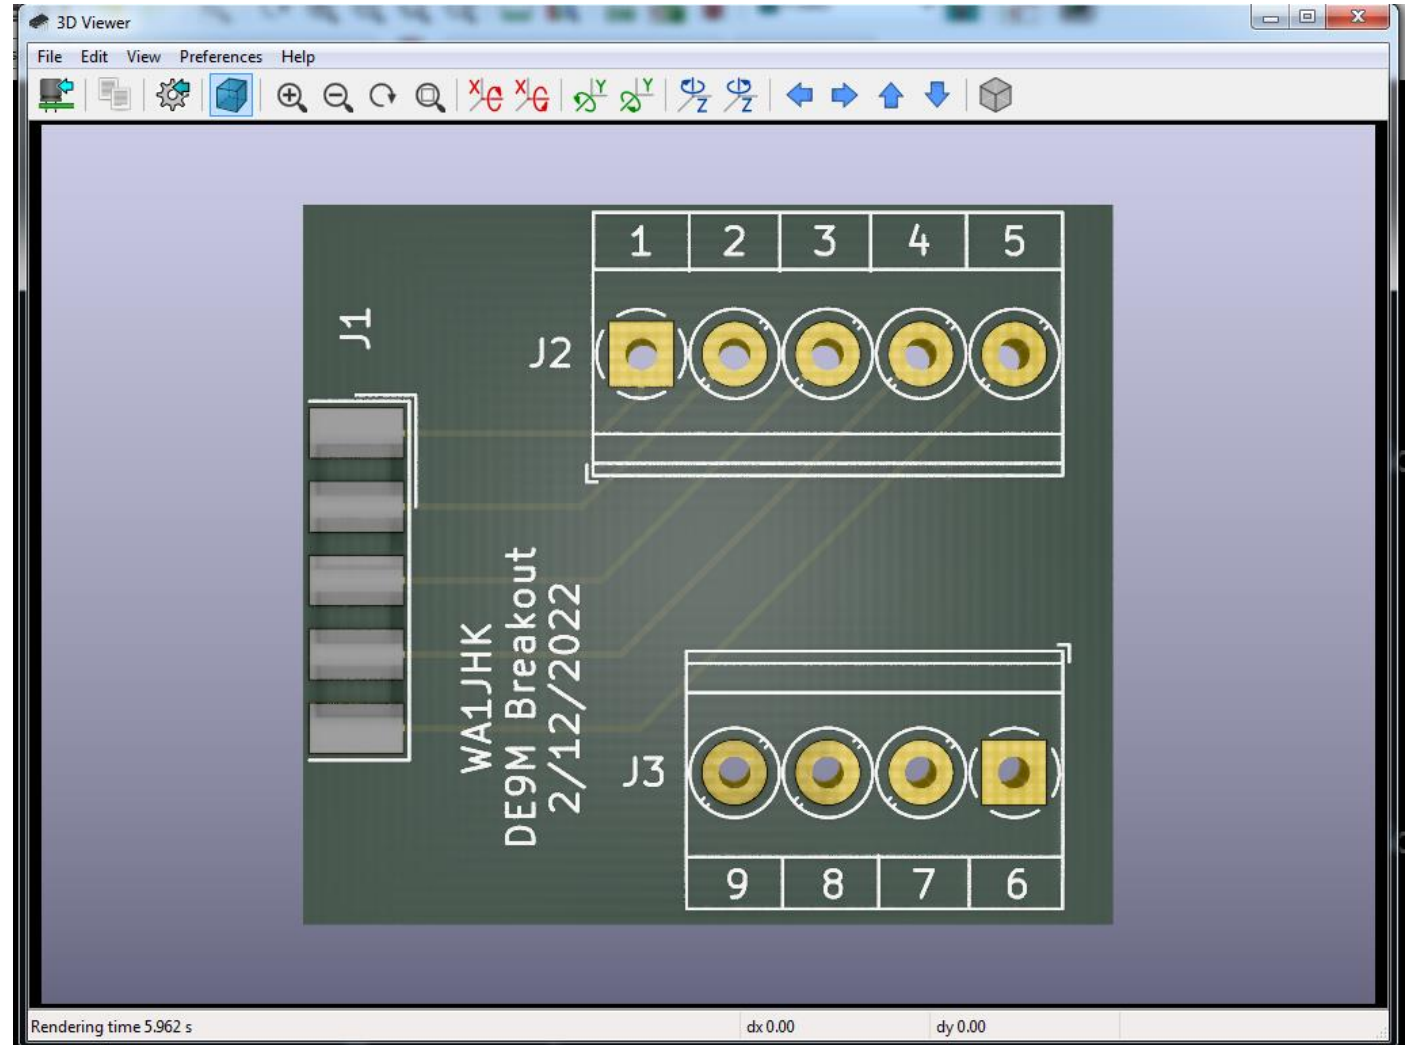 3D Viewer
File Edit View Preferences Help
X X Y Y Z Z
1 2 3 4 5
J1
J2
WA1JHK
DE9M Breakout
2/12/2022
J3
9 8 7 6
Rendering time 5.962 s dx 0.00 dy 0.00